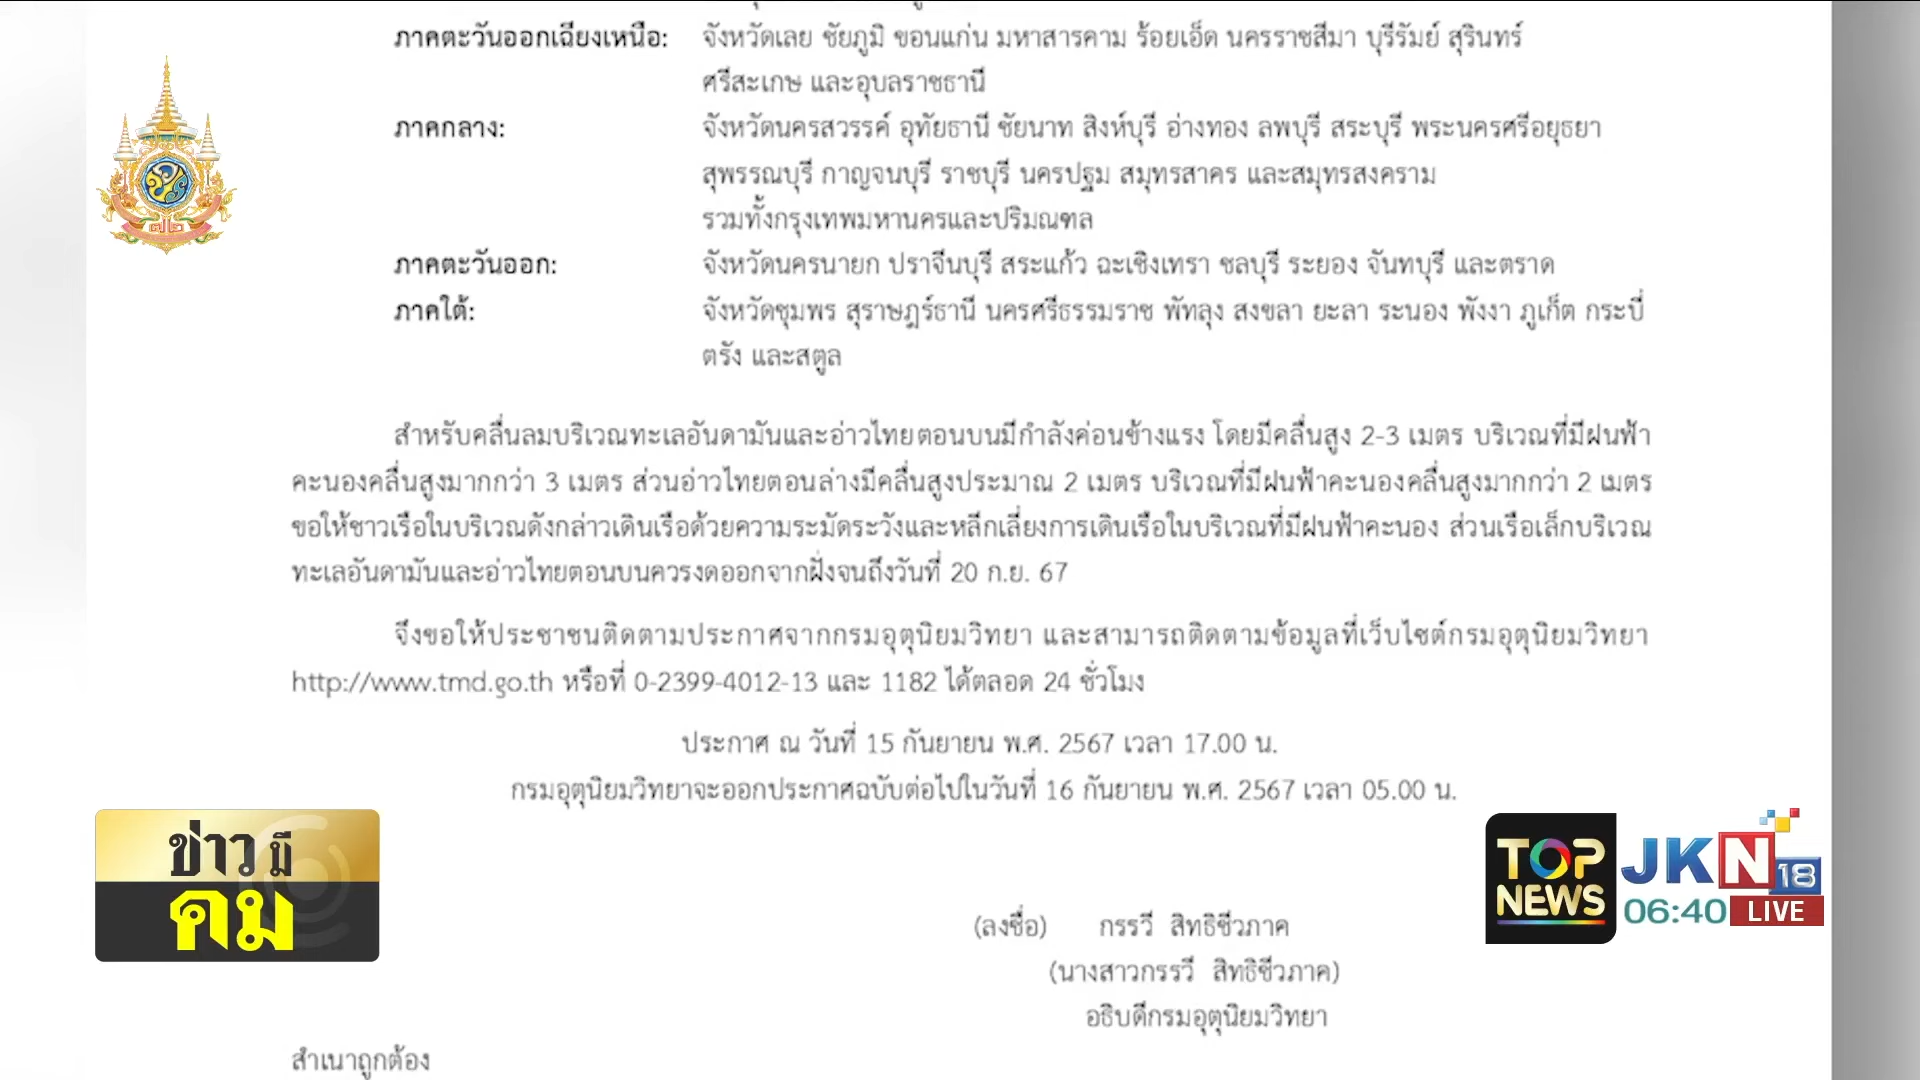 ภาคตะวันออกเฉียงเหนือ: จังหวัดเลย ชัยภูมิ ขอนแก่น มหาสารคาม ร้อยเอ็ด นครราชสีมา บุรีรัมย์ สุรินทร์
ศรีสะเกษ และอุบลราชธานี
ภาคกลาง: จังหวัดนครสวรรค์ อุทัยธานี ชัยนาท สิงห์บุรี อ่างทอง ลพบุรี สระบุรี พระนครศรีอยุธยา
สุพรรณบุรี กาญจนบุรี ราชบุรี นครปฐม สมุทรสาคร และสมุทรสงคราม
รวมทั้งกรุงเทพมหานครและปริมณฑล
ภาคตะวันออก: จังหวัดนครนายก ปราจีนบุรี สระแก้ว ฉะเชิงเทรา ชลบุรี ระยอง จันทบุรี และตราด
ภาคใต้: จังหวัดชุมพร สุราษฎร์ธานี นครศรีธรรมราช พัทลุง สงขลา ยะลา ระนอง พังงา ภูเก็ต กระบี่
ตรัง และสตูล
สำหรับคลื่นลมบริเวณทะเลอันดามันและอ่าวไทยตอนบนมีกำลังค่อนข้างแรง โดยมีคลื่นสูง 2-3 เมตร บริเวณที่มีฝนฟ้า
คะนองคลื่นสูงมากกว่า 3 เมตร ส่วนอ่าวไทยตอนล่างมีคลื่นสูงประมาณ 2 เมตร บริเวณที่มีฝนฟ้าคะนองคลื่นสูงมากกว่า 2 เมตร
ขอให้ชาวเรือในบริเวณดังกล่าวเดินเรือด้วยความระมัดระวังและหลีกเลี่ยงการเดินเรือในบริเวณที่มีฝนฟ้าคะนอง ส่วนเรือเล็กบริเวณ
ทะเลอันดามันและอ่าวไทยตอนบนควรงดออกจากฝั่งจนถึงวันที่ 20 ก.ย. 67
จึงขอให้ประชาชนติดตามประกาศจากกรมอุตุนิยมวิทยา และสามารถติดตามข้อมูลที่เว็บไซต์กรมอุตุนิยมวิทยา
http://www.tmd.go.th หรือที่ 0-2399-4012-13 และ 1182 ได้ตลอด 24 ชั่วโมง
ประกาศ ณ วันที่ 15 กันยายน พ.ศ. 2567 เวลา 17.00 น.
กรมอุตุนิยมวิทยาจะออกประกาศฉบับต่อไปในวันที่ 16 กันยายน พ.ศ. 2567 เวลา 05.00 น.
ข่าวมี
คม
TOP
NEWS
JKN18
06:40 LIVE
(ลงชื่อ) กรรวี สิทธิชีวภาค
(นางสาวกรรวี สิทธิชีวภาค)
อธิบดีกรมอุตุนิยมวิทยา
สำเนาถูกต้อง